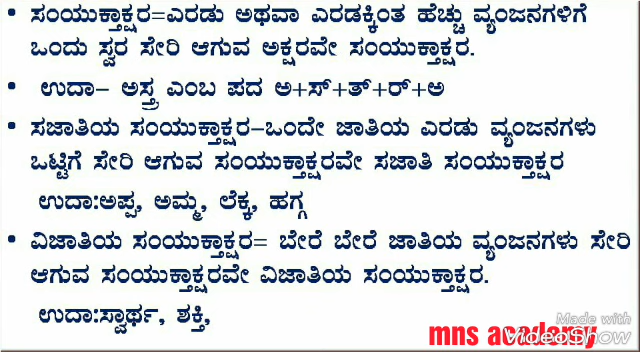 • ಸಂಯುಕ್ತಾಕ್ಷರ=ಎರಡು ಅಥವಾ ಎರಡಕ್ಕಿಂತ ಹೆಚ್ಚು ವ್ಯಂಜನಗಳಿಗೆ
ಒಂದು ಸ್ವರ ಸೇರಿ ಆಗುವ ಅಕ್ಷರವೇ ಸಂಯುಕ್ತಾಕ್ಷರ.
• ಉದಾ- ಅಸ್ತ್ರ ಎಂಬ ಪದ ಅ+ಸ್+ತ್+ರ್+ಅ
• ಸಜಾತಿಯ ಸಂಯುಕ್ತಾಕ್ಷರ-ಒಂದೇ ಜಾತಿಯ ಎರಡು ವ್ಯಂಜನಗಳು
ಒಟ್ಟಿಗೆ ಸೇರಿ ಆಗುವ ಸಂಯುಕ್ತಾಕ್ಷರವೇ ಸಜಾತಿ ಸಂಯುಕ್ತಾಕ್ಷರ
ಉದಾ:ಅಪ್ಪ, ಅಮ್ಮ, ಲೆಕ್ಕ, ಹಗ್ಗ
• ವಿಜಾತಿಯ ಸಂಯುಕ್ತಾಕ್ಷರ= ಬೇರೆ ಬೇರೆ ಜಾತಿಯ ವ್ಯಂಜನಗಳು ಸೇರಿ
ಆಗುವ ಸಂಯುಕ್ತಾಕ್ಷರವೇ ವಿಜಾತಿಯ ಸಂಯುಕ್ತಾಕ್ಷರ.
ಉದಾ:ಸ್ವಾರ್ಥ, ಶಕ್ತಿ,
Made with
VideoShow
mns academy